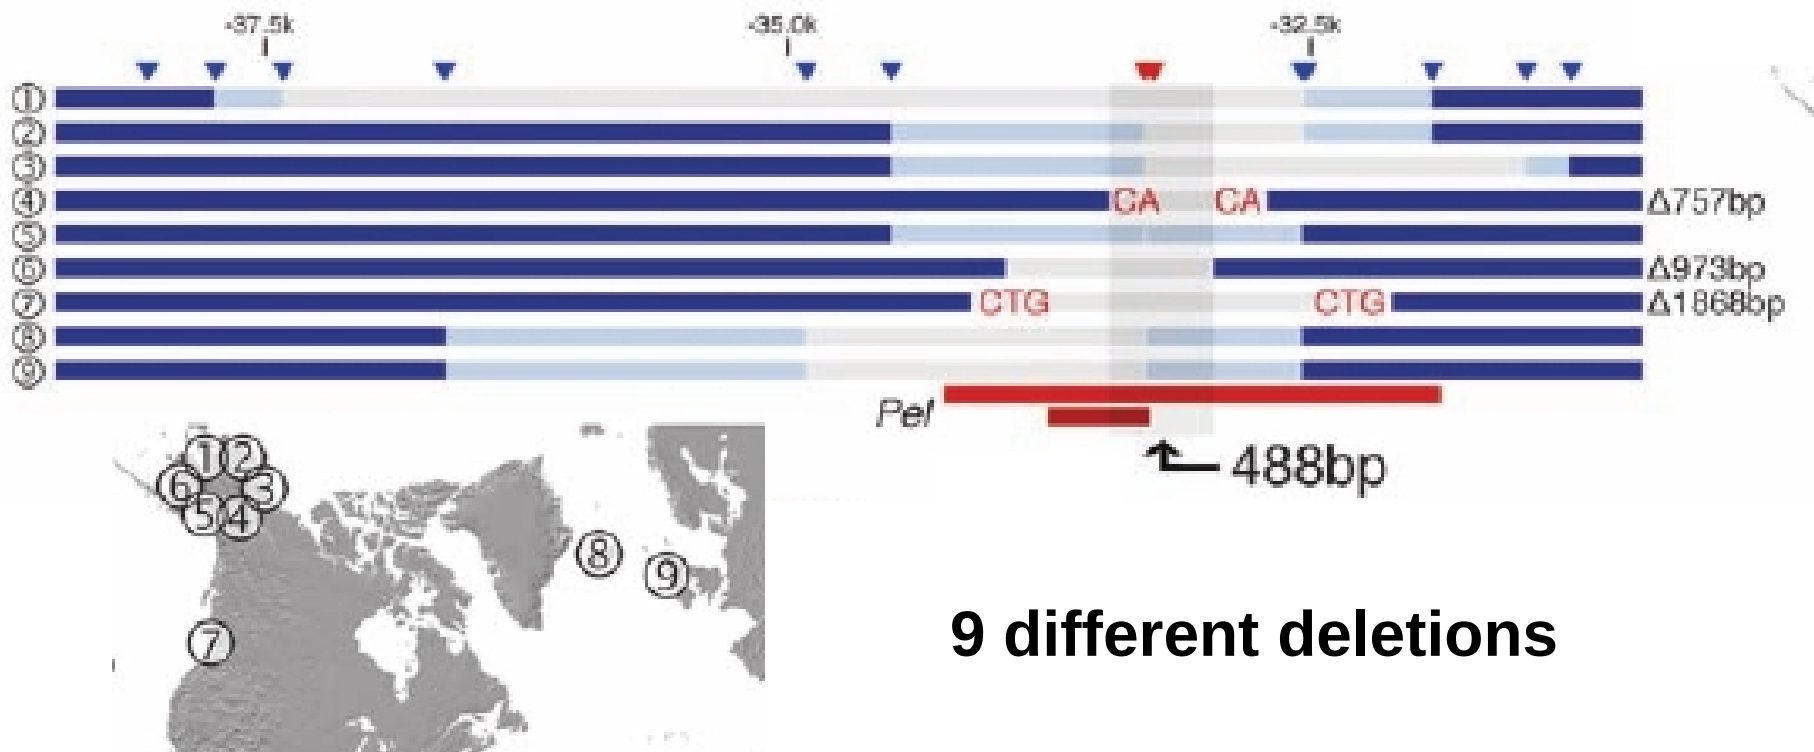 -37.5k -35.0k -32.5k
①
②
③
④ CA CA Δ757bp
⑤
⑥ Δ973bp
⑦ CTG CTG Δ1868bp
⑧
⑨
Pel
488bp
① ②
⑥ ③
⑤ ④
⑧
⑨
⑦
9 different deletions